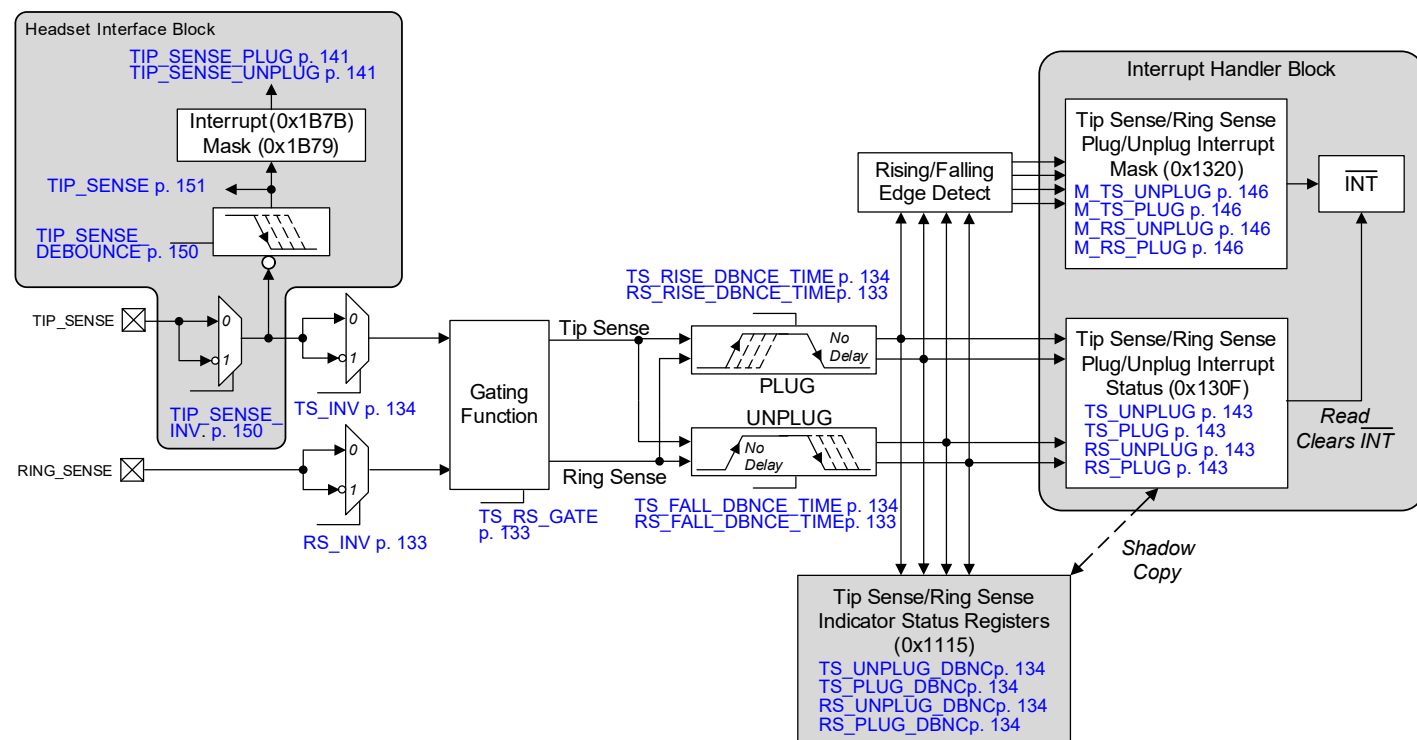 Headset Interface Block
TIP_SENSE_PLUG p. 141
TIP_SENSE_UNPLUG p. 141
Interrupt (0x1B7B)
Mask (0x1B79)
TIP_SENSE p. 151
TIP_SENSE_
DEBOUNCE p. 150
TIP_SENSE
0
1
TIP_SENSE_
INV. p. 150
0
1
TS_INV p. 134
RING_SENSE
0
1
RS_INV p. 133
Gating
Function
TS_RS_GATE
p. 133
Tip Sense
Ring Sense
TS_RISE_DBNCE_TIME p. 134
RS_RISE_DBNCE_TIMEp. 133
No
Delay
PLUG
UNPLUG
No
Delay
TS_FALL_DBNCE_TIME p. 134
RS_FALL_DBNCE_TIMEp. 133
Rising/Falling
Edge Detect
Interrupt Handler Block
Tip Sense/Ring Sense
Plug/Unplug Interrupt
Mask (0x1320)
M_TS_UNPLUG p. 146
M_TS_PLUG p. 146
M_RS_UNPLUG p. 146
M_RS_PLUG p. 146
INT
Tip Sense/Ring Sense
Plug/Unplug Interrupt
Status (0x130F)
TS_UNPLUG p. 143
TS_PLUG p. 143
RS_UNPLUG p. 143
RS_PLUG p. 143
Read
Clears INT
Shadow
Copy
Tip Sense/Ring Sense
Indicator Status Registers
(0x1115)
TS_UNPLUG_DBNCp. 134
TS_PLUG_DBNCp. 134
RS_UNPLUG_DBNCp. 134
RS_PLUG_DBNCp. 134